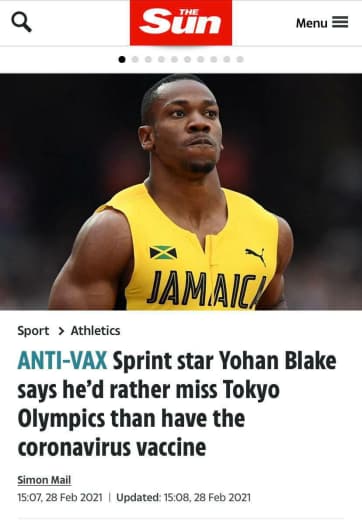 THE
Sun
Menu
JAMAICA
Sport > Athletics
ANTI-VAX Sprint star Yohan Blake
says he'd rather miss Tokyo
Olympics than have the
coronavirus vaccine
Simon Mail
15:07, 28 Feb 2021 | Updated: 15:08, 28 Feb 2021